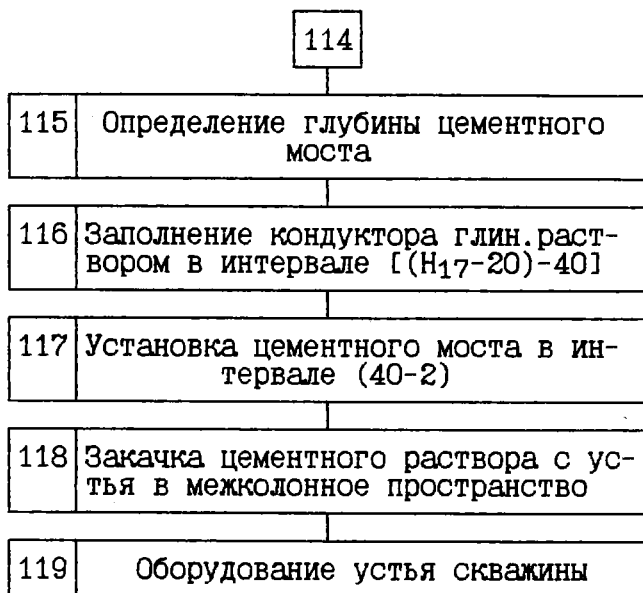 114
115 Определение глубины цементного
моста
116 Заполнение кондуктора глин.раст-
вором в интервале [(H17-20)-40]
117 Установка цементного моста в ин-
тервале (40-2)
118 Закачка цементного раствора с ус-
тья в межколонное пространство
119 Оборудование устья скважины